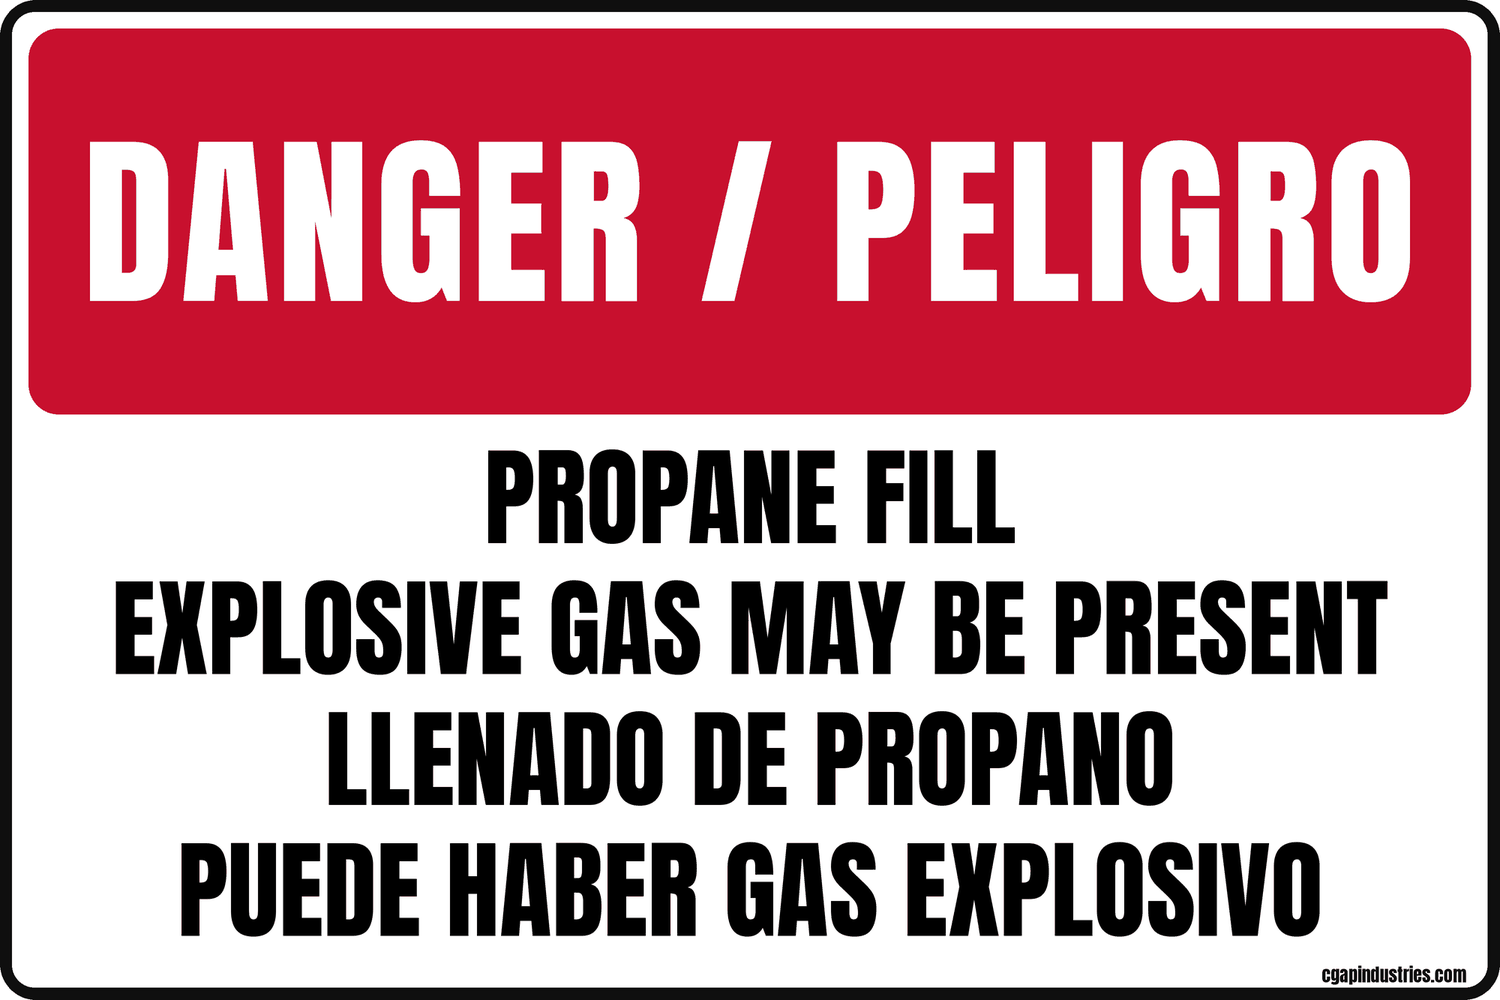 DANGER / PELIGRO
PROPANE FILL
EXPLOSIVE GAS MAY BE PRESENT
LLENADO DE PROPANO
PUEDE HABER GAS EXPLOSIVO
cgapindustries.com